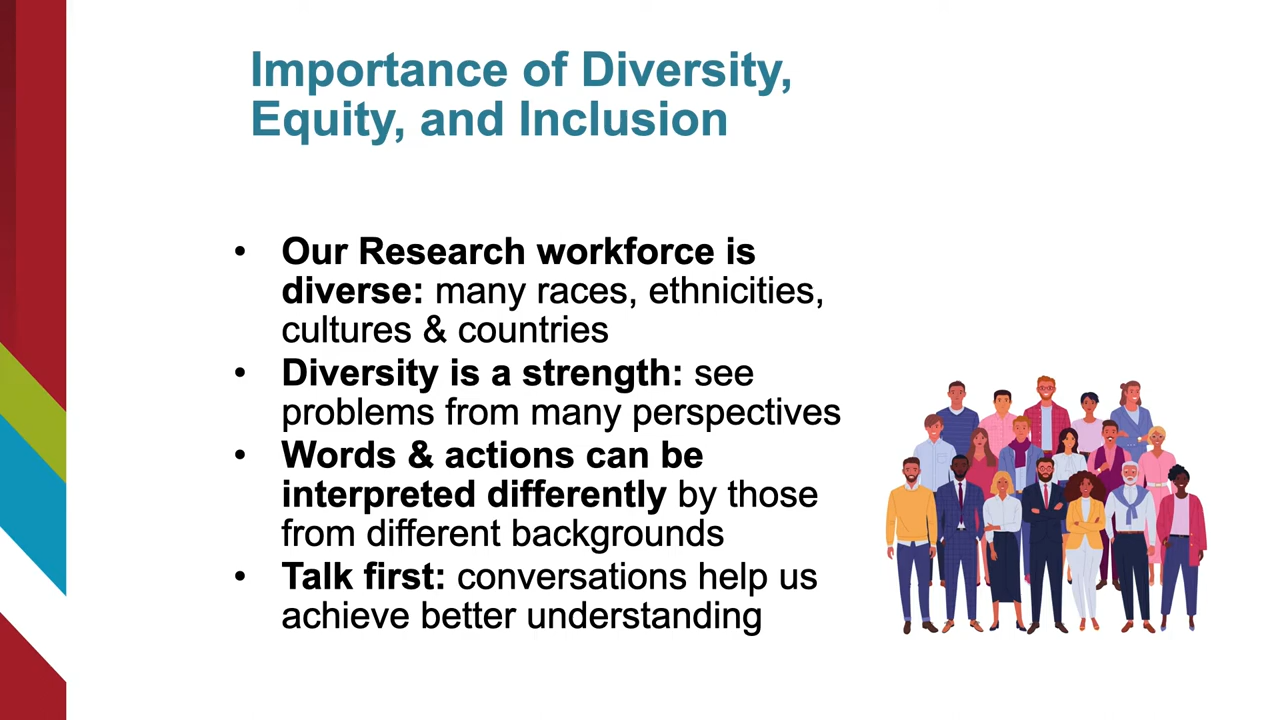 Importance of Diversity,
Equity, and Inclusion
• Our Research workforce is
diverse: many races, ethnicities,
cultures & countries
• Diversity is a strength: see
problems from many perspectives
• Words & actions can be
interpreted differently by those
from different backgrounds
• Talk first: conversations help us
achieve better understanding